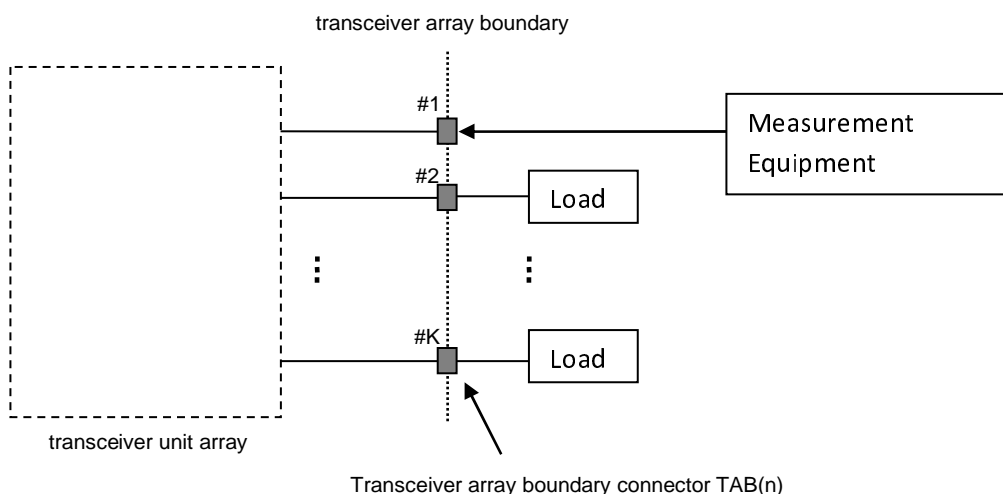 transceiver array boundary
#1
Measurement
Equipment
#2
Load
#K
Load
transceiver unit array
Transceiver array boundary connector TAB(n)